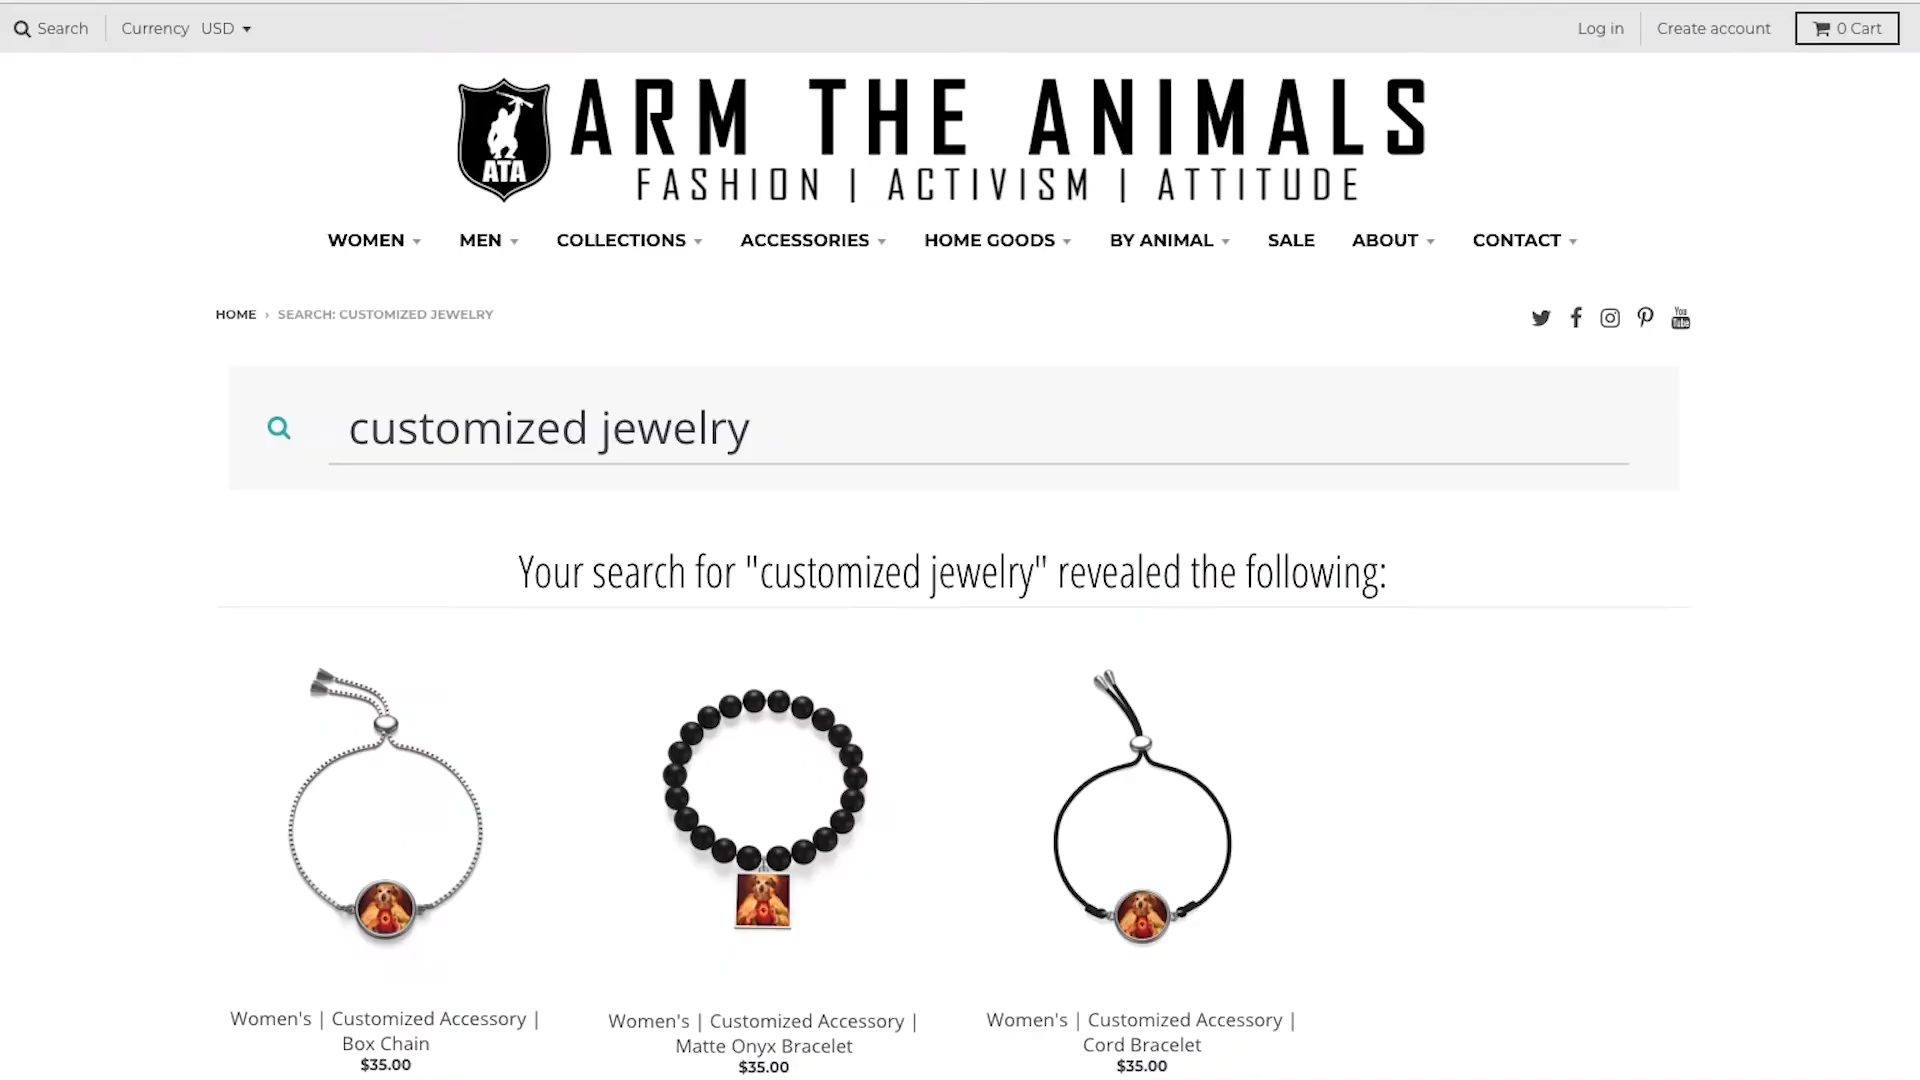 Search
Currency USD
Log in
Create account
0 Cart
ATA
ARM THE ANIMALS
FASHION | ACTIVISM | ATTITUDE
WOMEN
MEN
COLLECTIONS
ACCESSORIES
HOME GOODS
BY ANIMAL
SALE
ABOUT
CONTACT
HOME › SEARCH: CUSTOMIZED JEWELRY
You Tube
customized jewelry
Your search for "customized jewelry" revealed the following:
Women's | Customized Accessory |
Box Chain
$35.00
Women's | Customized Accessory |
Matte Onyx Bracelet
$35.00
Women's | Customized Accessory |
Cord Bracelet
$35.00